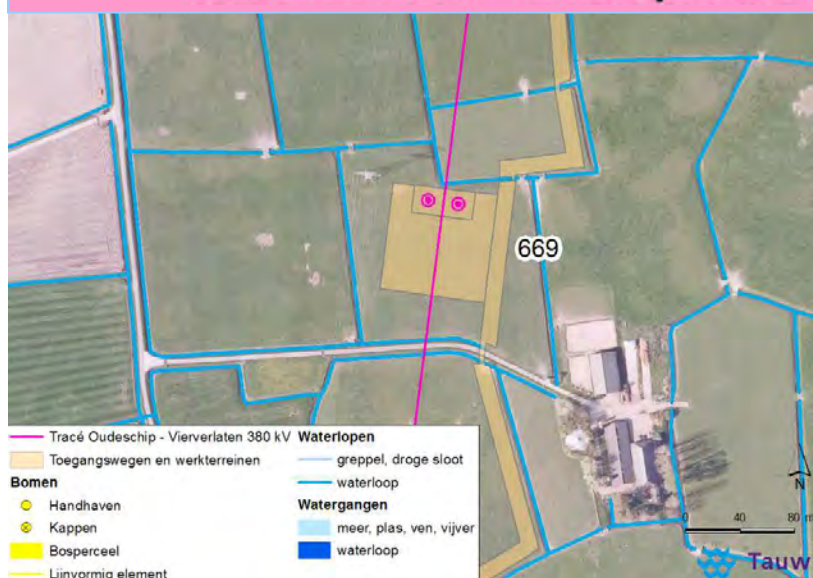 669
Tracé Oudeschip - Vierverlaten 380 kV
Toegangswegen en werkterreinen
Bomen
Handhaven
Kappen
Bosperceel
Lijnvormig element
Waterlopen
greppel, droge sloot
waterloop
Watergangen
meer, plas, ven, vijver
waterloop
N
0 40 80 m
Tauw